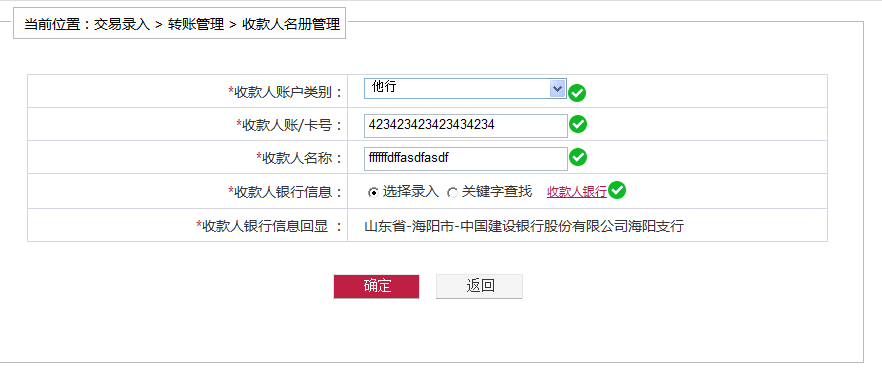 当前位置：交易录入 > 转账管理 > 收款人名册管理
*收款人账户类别： 他行
*收款人账/卡号： 423423423423434234
*收款人名称： ffffffdffasdfasdf
*收款人银行信息： 选择录入 关键字查找 收款人银行
*收款人银行信息回显 ： 山东省-海阳市-中国建设银行股份有限公司海阳支行
确定 返回